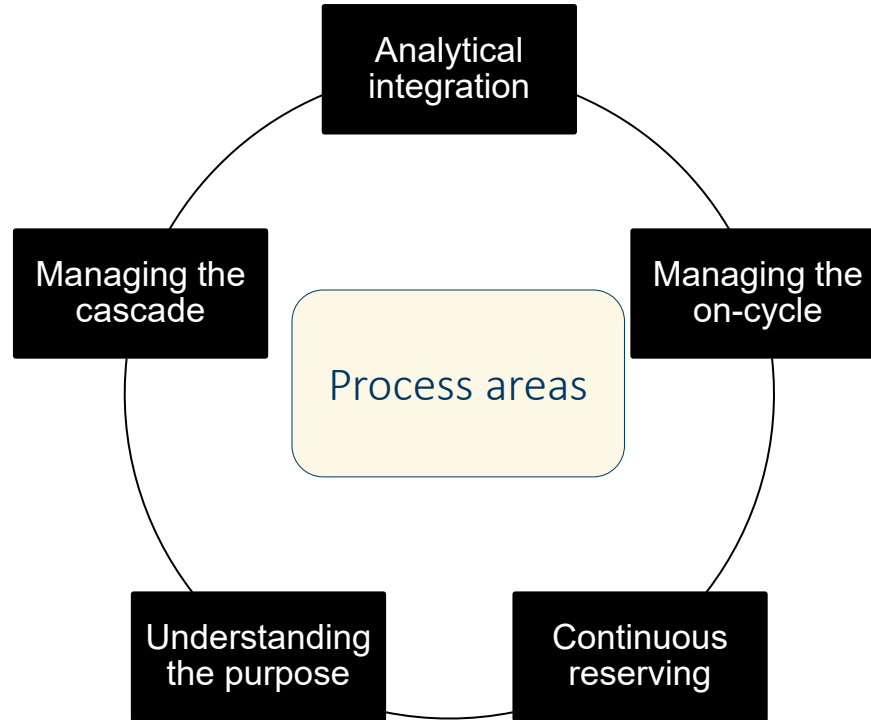 Analytical
integration
Managing the
cascade
Managing the
on-cycle
Process areas
Understanding
the purpose
Continuous
reserving